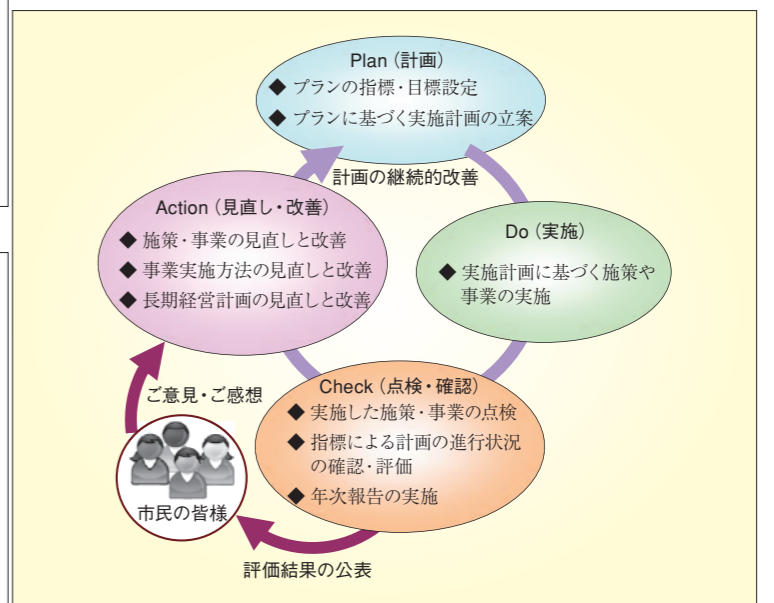 Plan（計画）
◆ プランの指標・目標設定
◆ プランに基づく実施計画の立案
計画の継続的改善
Do（実施）
◆ 実施計画に基づく施策や
事業の実施
Check（点検・確認）
◆ 実施した施策・事業の点検
◆ 指標による計画の進行状況
の確認・評価
◆ 年次報告の実施
評価結果の公表
市民の皆様
ご意見・ご感想
Action（見直し・改善）
◆ 施策・事業の見直しと改善
◆ 事業実施方法の見直しと改善
◆ 長期経営計画の見直しと改善